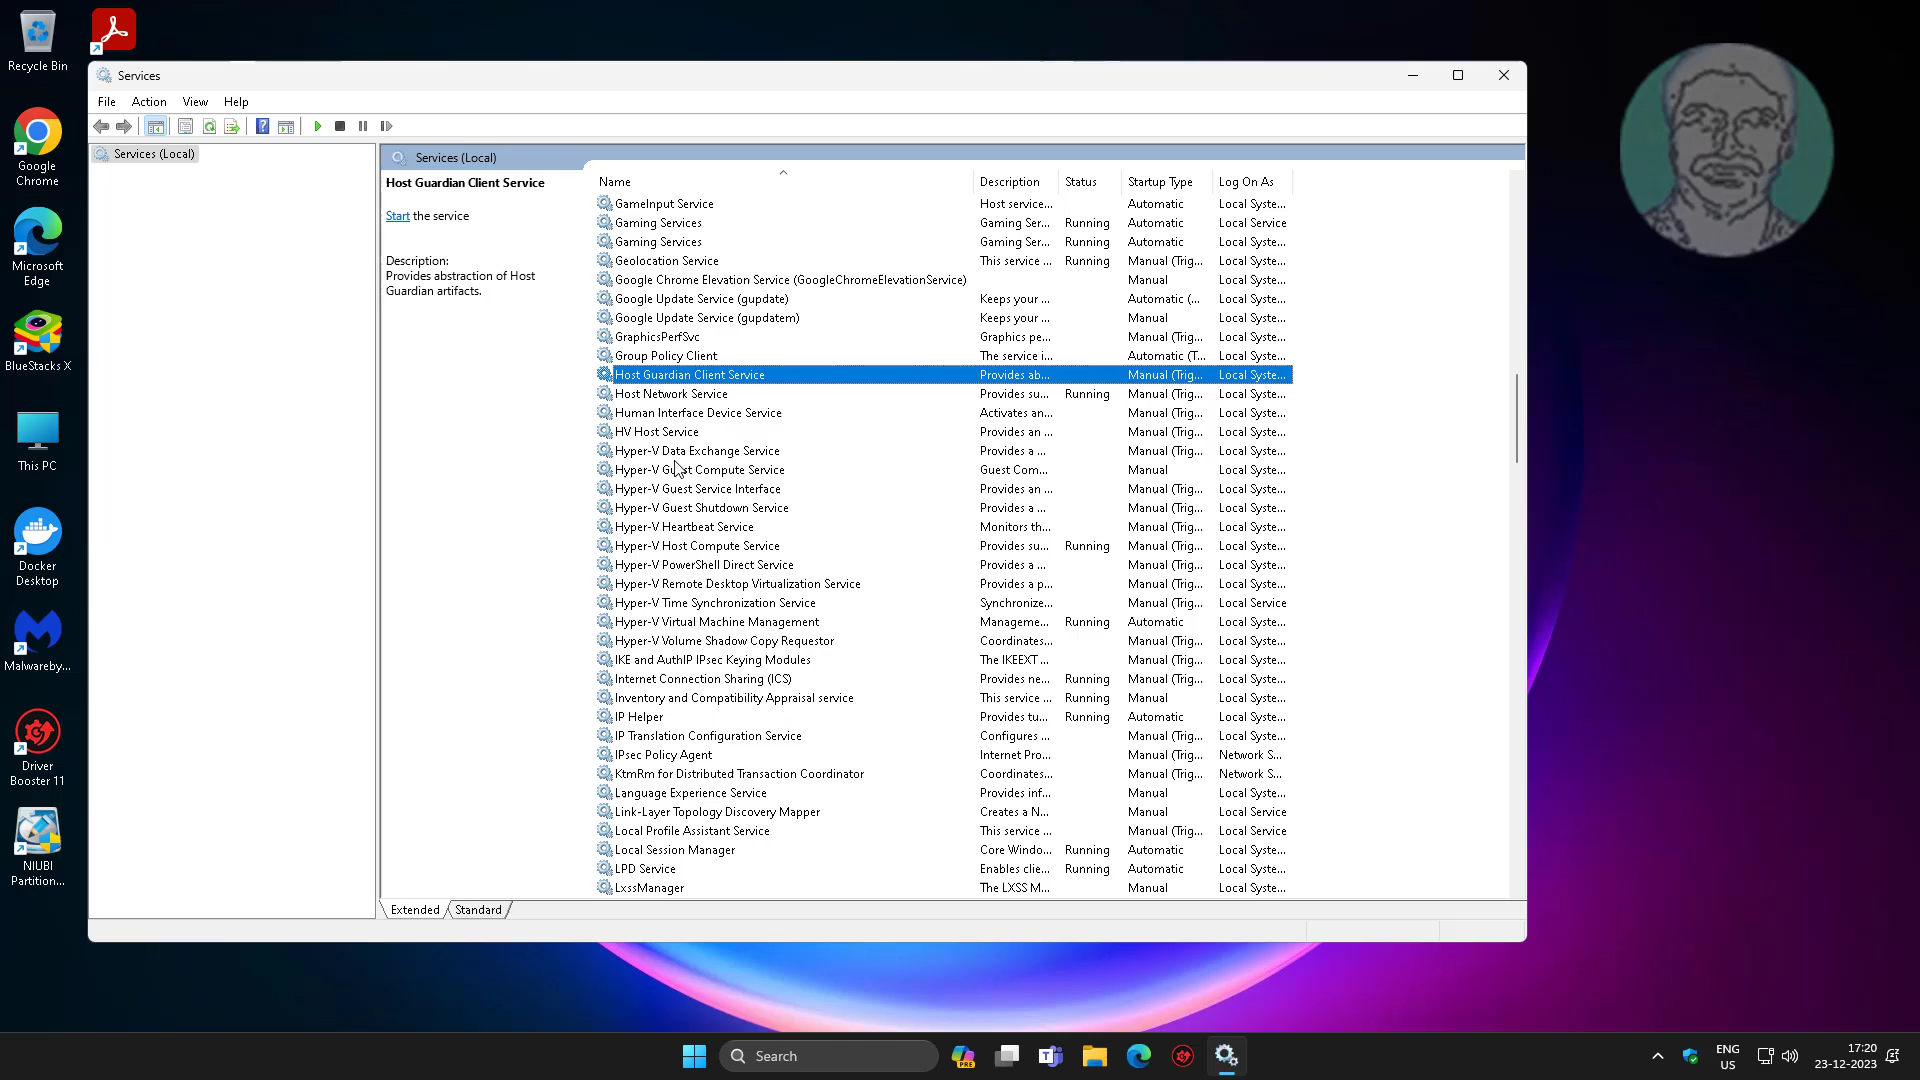 Recycle Bin
Google Chrome
Microsoft Edge
BlueStacks X
This PC
Docker Desktop
Malwareby...
Driver Booster 11
NIUBI Partition...
Services
File Action View Help
Services (Local)
Services (Local)
Host Guardian Client Service
Start the service
Description:
Provides abstraction of Host
Guardian artifacts.
Name Description Status Startup Type Log On As
GameInput Service Host service... Automatic Local Syste...
Gaming Services Gaming Ser... Running Automatic Local Service
Gaming Services Gaming Ser... Running Automatic Local Syste...
Geolocation Service This service ... Running Manual (Trig... Local Syste...
Google Chrome Elevation Service (GoogleChromeElevationService) Manual Local Syste...
Google Update Service (gupdate) Keeps your ... Automatic (... Local Syste...
Google Update Service (gupdatem) Keeps your ... Manual Local Syste...
GraphicsPerfSvc Graphics pe... Manual (Trig... Local Syste...
Group Policy Client The service i... Automatic (T... Local Syste...
Host Guardian Client Service Provides ab... Manual (Trig... Local Syste...
Host Network Service Provides su... Running Manual (Trig... Local Syste...
Human Interface Device Service Activates an... Manual (Trig... Local Syste...
HV Host Service Provides an ... Manual (Trig... Local Syste...
Hyper-V Data Exchange Service Provides a ... Manual (Trig... Local Syste...
Hyper-V Guest Compute Service Guest Com... Manual Local Syste...
Hyper-V Guest Service Interface Provides an ... Manual (Trig... Local Syste...
Hyper-V Guest Shutdown Service Provides a ... Manual (Trig... Local Syste...
Hyper-V Heartbeat Service Monitors th... Manual (Trig... Local Syste...
Hyper-V Host Compute Service Provides su... Running Manual (Trig... Local Syste...
Hyper-V PowerShell Direct Service Provides a ... Manual (Trig... Local Syste...
Hyper-V Remote Desktop Virtualization Service Provides a p... Manual (Trig... Local Syste...
Hyper-V Time Synchronization Service Synchronize... Manual (Trig... Local Service
Hyper-V Virtual Machine Management Manageme... Running Automatic Local Syste...
Hyper-V Volume Shadow Copy Requestor Coordinates... Manual (Trig... Local Syste...
IKE and AuthIP IPsec Keying Modules The IKEEXT ... Manual (Trig... Local Syste...
Internet Connection Sharing (ICS) Provides ne... Running Manual (Trig... Local Syste...
Inventory and Compatibility Appraisal service This service ... Running Manual Local Syste...
IP Helper Provides tu... Running Automatic Local Syste...
IP Translation Configuration Service Configures ... Manual (Trig... Local Syste...
IPsec Policy Agent Internet Pro... Manual (Trig... Network S...
KtmRm for Distributed Transaction Coordinator Coordinates... Manual (Trig... Network S...
Language Experience Service Provides inf... Manual Local Syste...
Link-Layer Topology Discovery Mapper Creates a N... Manual Local Service
Local Profile Assistant Service This service ... Manual (Trig... Local Service
Local Session Manager Core Windo... Running Automatic Local Syste...
LPD Service Enables clie... Running Automatic Local Syste...
LxssManager The LXSS M... Manual Local Syste...
Extended Standard
Search
PRE
ENG
US
17:20
23-12-2023